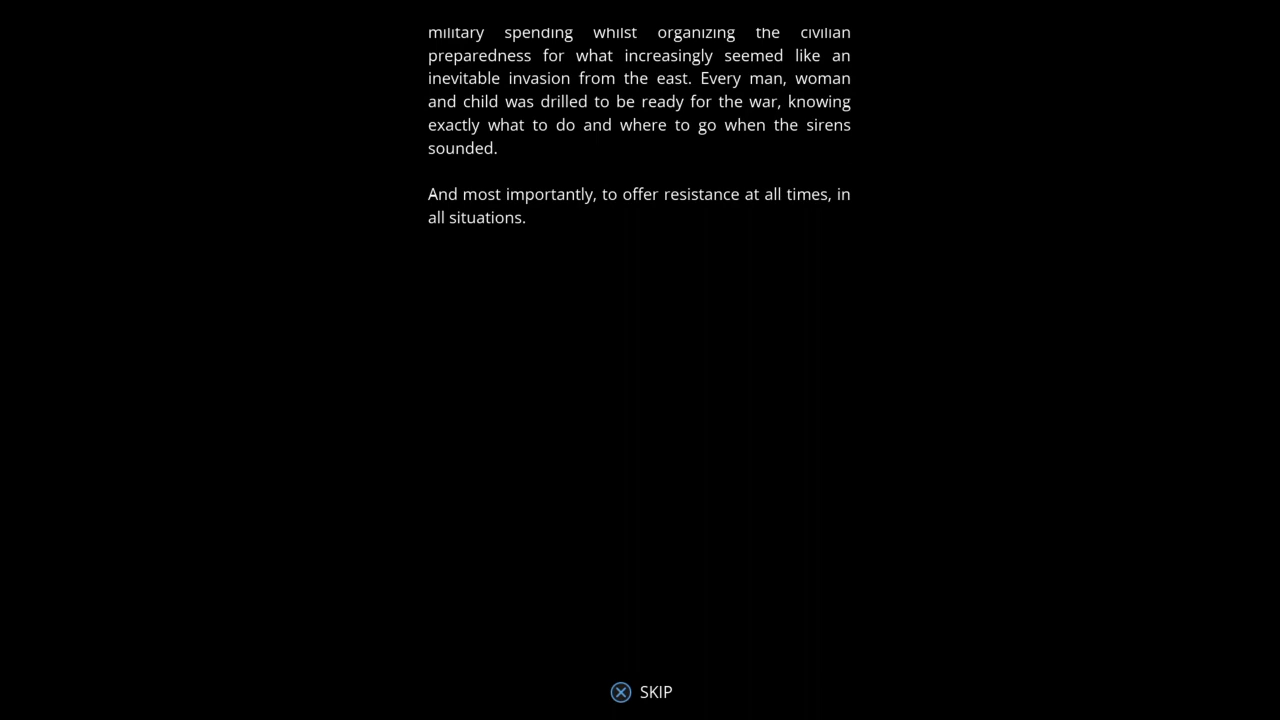 military spending whilst organizing the civilian
preparedness for what increasingly seemed like an
inevitable invasion from the east. Every man, woman
and child was drilled to be ready for the war, knowing
exactly what to do and where to go when the sirens
sounded.
And most importantly, to offer resistance at all times, in
all situations.
SKIP